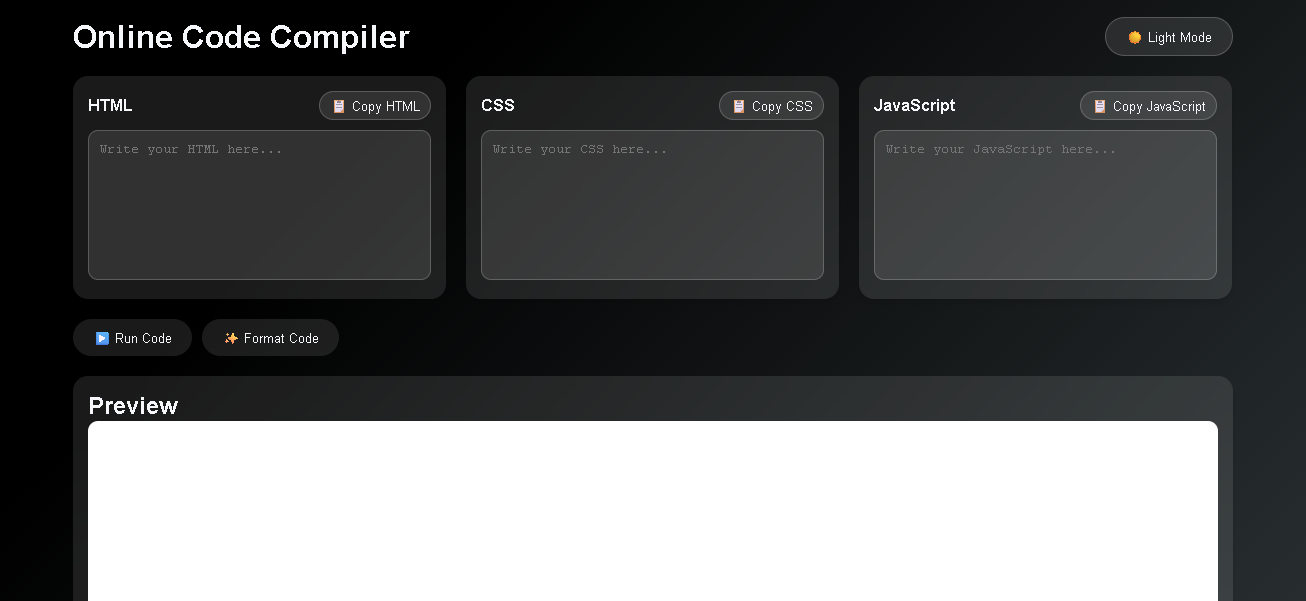 Online Code Compiler
Light Mode
HTML
Copy HTML
Write your HTML here...
CSS
Copy CSS
Write your CSS here...
JavaScript
Copy JavaScript
Write your JavaScript here...
Run Code
Format Code
Preview